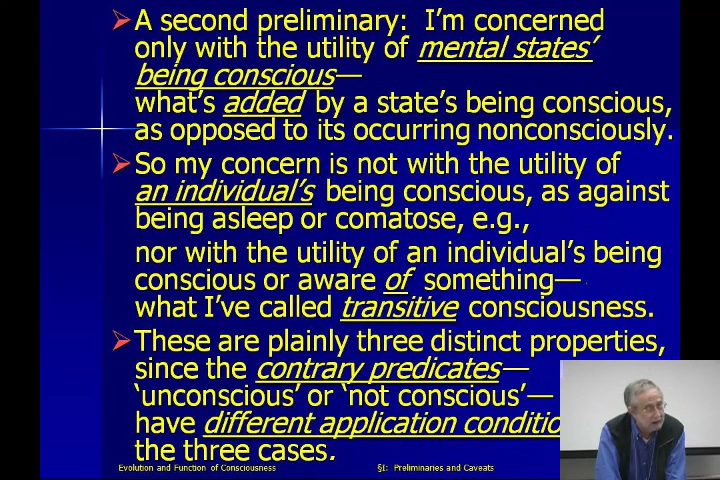 A second preliminary: I'm concerned
only with the utility of mental states'
being conscious—
what's added by a state's being conscious,
as opposed to its occurring nonconsciously.
So my concern is not with the utility of
an individual's being conscious, as against
being asleep or comatose, e.g.,
nor with the utility of an individual's being
conscious or aware of something—
what I've called transitive consciousness.
These are plainly three distinct properties,
since the contrary predicates—
'unconscious' or 'not conscious'—
have different application
the three cases.
Evolution and Function of Consciousness
§I: Preliminaries and Caveats